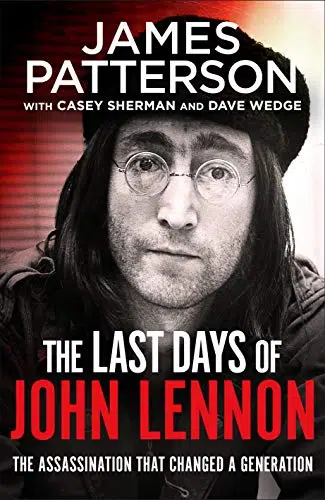 JAMES
PATTERSON
WITH CASEY SHERMAN AND DAVE WEDGE
THE LAST DAYS OF
JOHN LENNON
THE ASSASSINATION THAT CHANGED A GENERATION